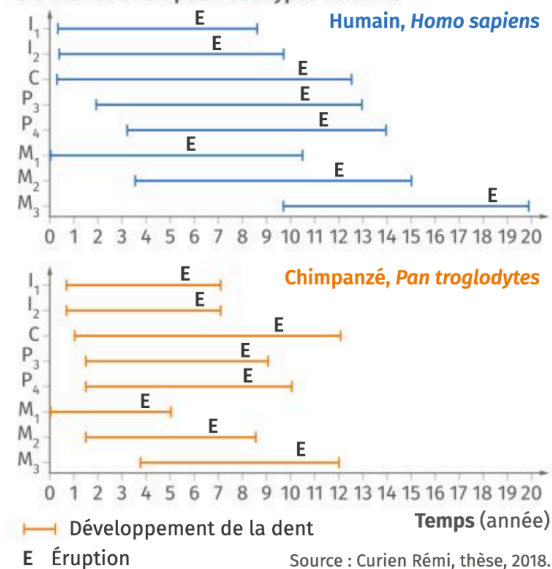 E
I1
Humain, Homo sapiens
E
I2
E
C
E
P3
E
P4
E
M1
E
M2
E
M3
0 1 2 3 4 5 6 7 8 9 10 11 12 13 14 15 16 17 18 19 20
E
I1
Chimpanzé, Pan troglodytes
E
I2
E
C
E
P3
E
P4
E
M1
E
M2
E
M3
0 1 2 3 4 5 6 7 8 9 10 11 12 13 14 15 16 17 18 19 20
Temps (année)
Développement de la dent
E Éruption
Source : Curien Rémi, thèse, 2018.